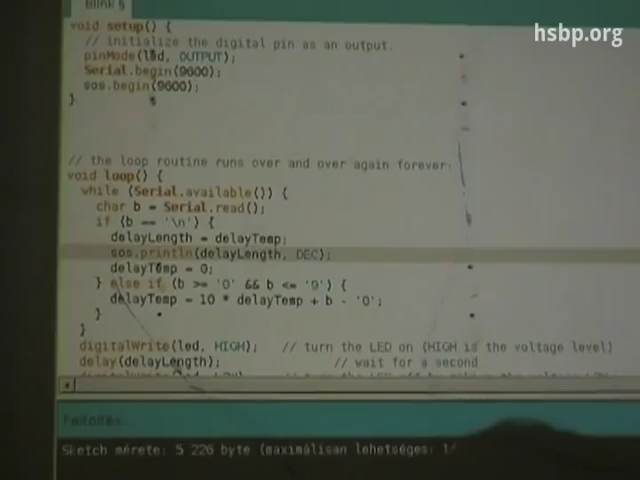 Blink §
hsbp.org
void setup() {
// initialize the digital pin as an output.
pinMode(led, OUTPUT);
Serial.begin(9600);
sos.begin(9600);
}
// the loop routine runs over and over again forever:
void loop() {
while (Serial.available()) {
char b = Serial.read();
if (b == '\n') {
delayLength = delayTemp;
sos.println(delayLength, DEC);
delayTemp = 0;
} else if (b >= '0' && b <= '9') {
delayTemp = 10 * delayTemp + b - '0';
}
}
digitalWrite(led, HIGH); // turn the LED on (HIGH is the voltage level)
delay(delayLength); // wait for a second
Sketch mérete: 5 226 byte (maximálisan lehetséges: